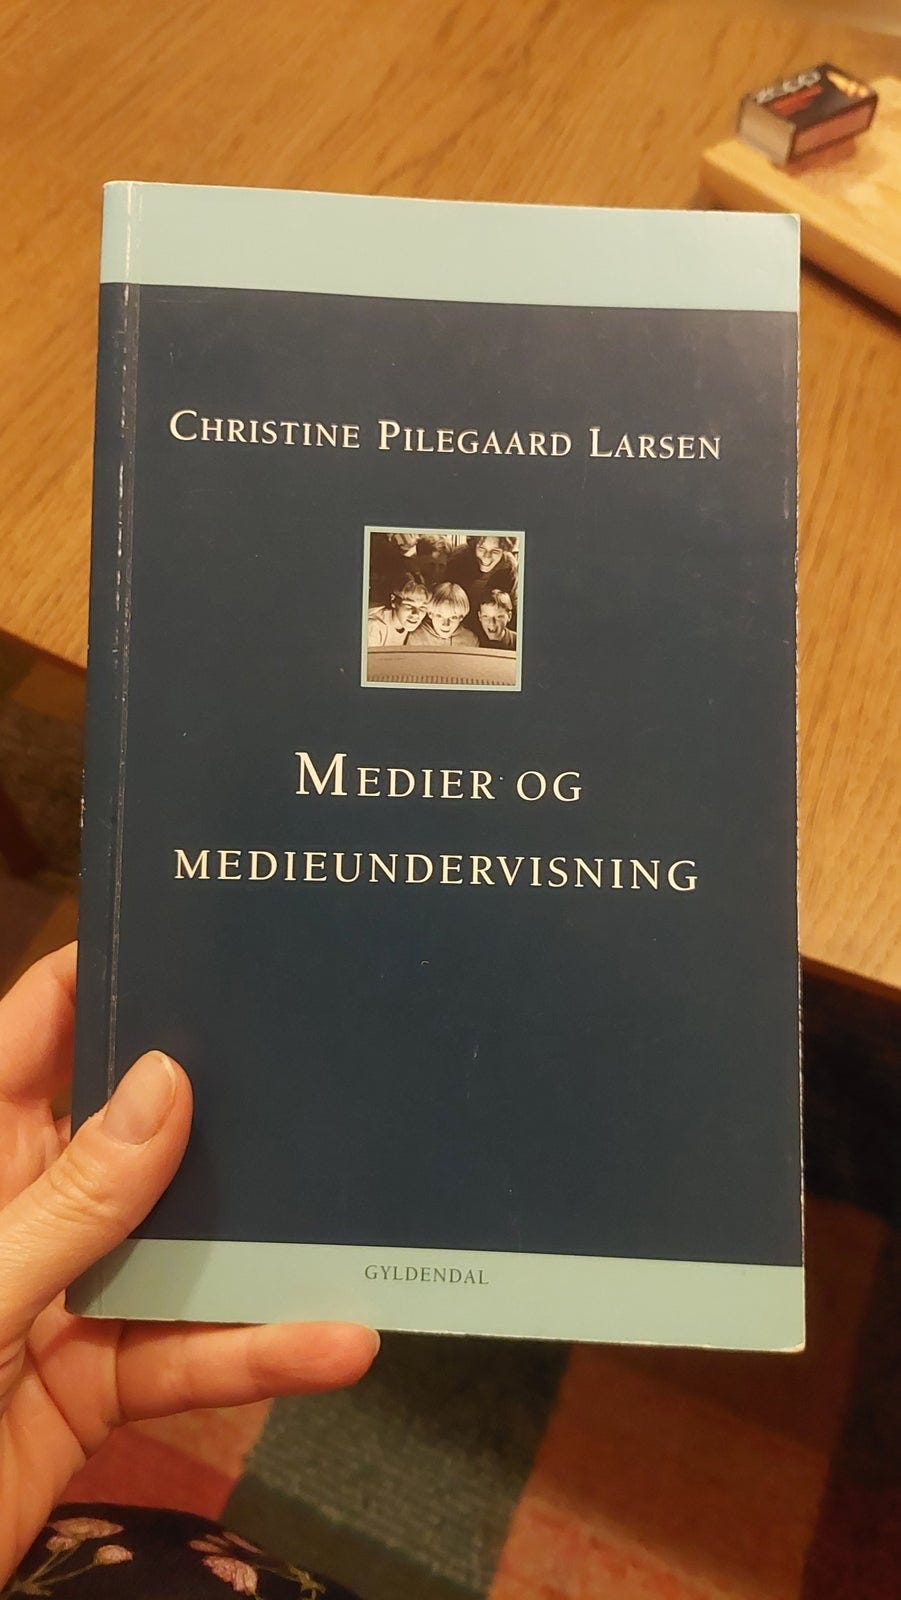 CHRISTINE PILEGAARD LARSEN
MEDIER OG
MEDIEUNDERVISNING
GYLDENDAL